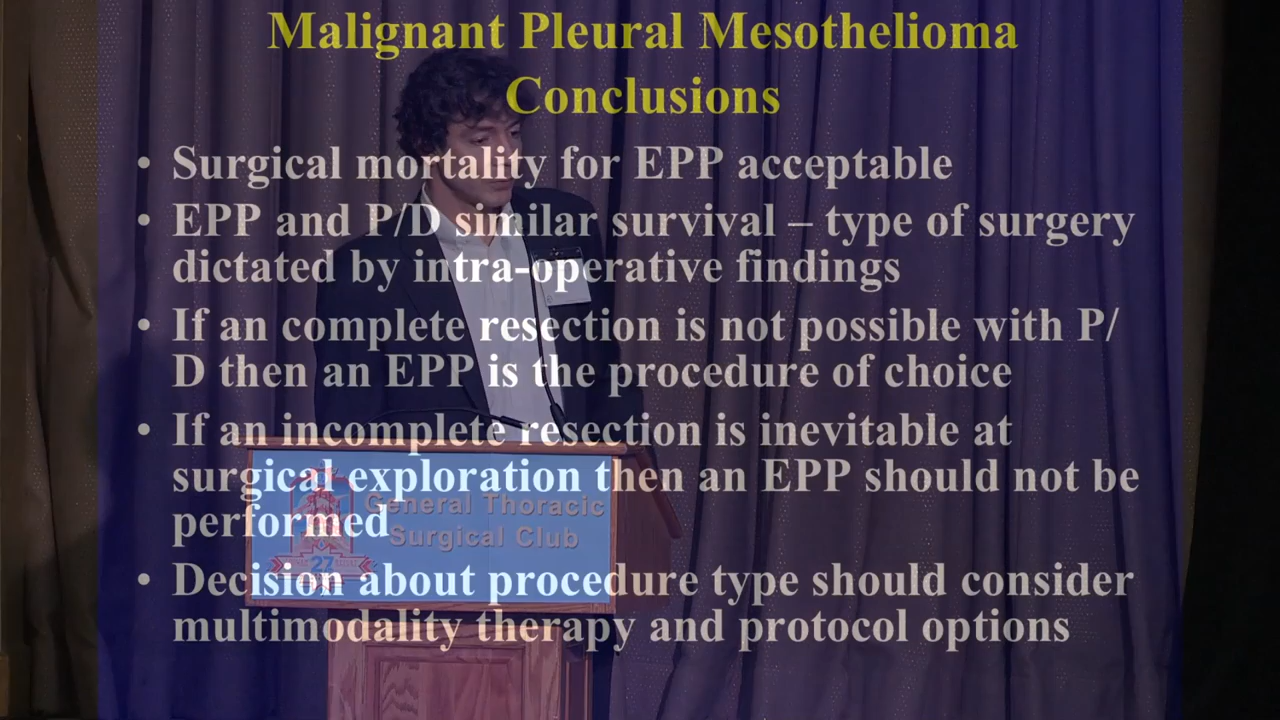 Malignant Pleural Mesothelioma
Conclusions
• Surgical mortality for EPP acceptable
• EPP and P/D similar survival – type of surgery
dictated by intra-operative findings
• If an complete resection is not possible with P/
D then an EPP is the procedure of choice
• If an incomplete resection is inevitable at
surgical exploration then an EPP should not be
performed
• Decision about procedure type should consider
multimodality therapy and protocol options
General Thoracic
Surgical Club
27